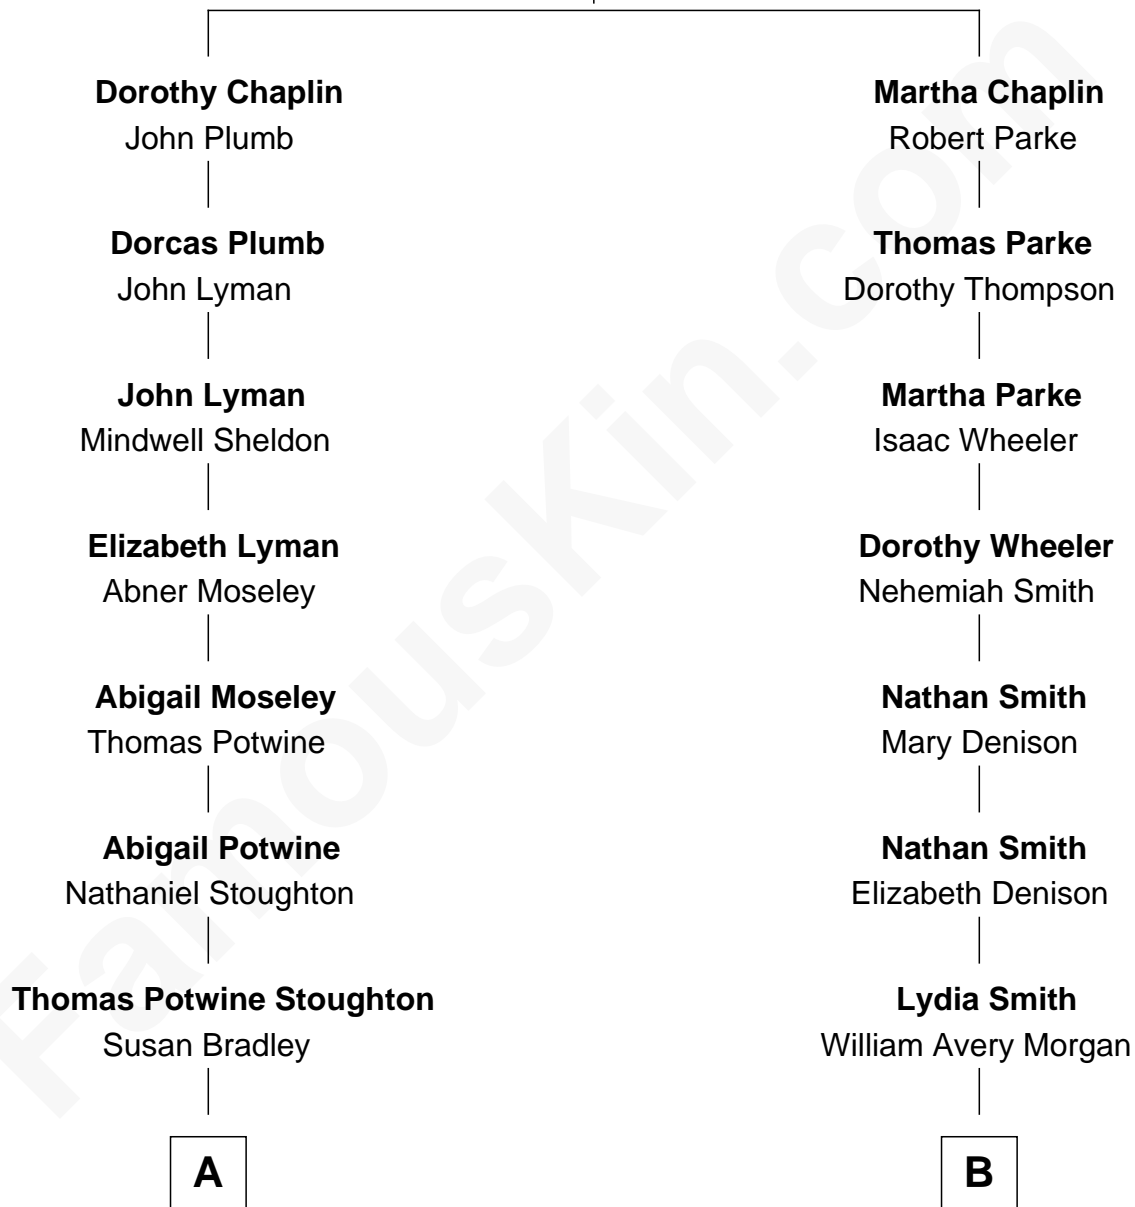 Dorothy Chaplin
John Plumb
Dorcas Plumb
John Lyman
John Lyman
Mindwell Sheldon
Elizabeth Lyman
Abner Moseley
Abigail Moseley
Thomas Potwine
Abigail Potwine
Nathaniel Stoughton
Thomas Potwine Stoughton
Susan Bradley
A
Martha Chaplin
Robert Parke
Thomas Parke
Dorothy Thompson
Martha Parke
Isaac Wheeler
Dorothy Wheeler
Nehemiah Smith
Nathan Smith
Mary Denison
Nathan Smith
Elizabeth Denison
Lydia Smith
William Avery Morgan
B
FamousKin.com